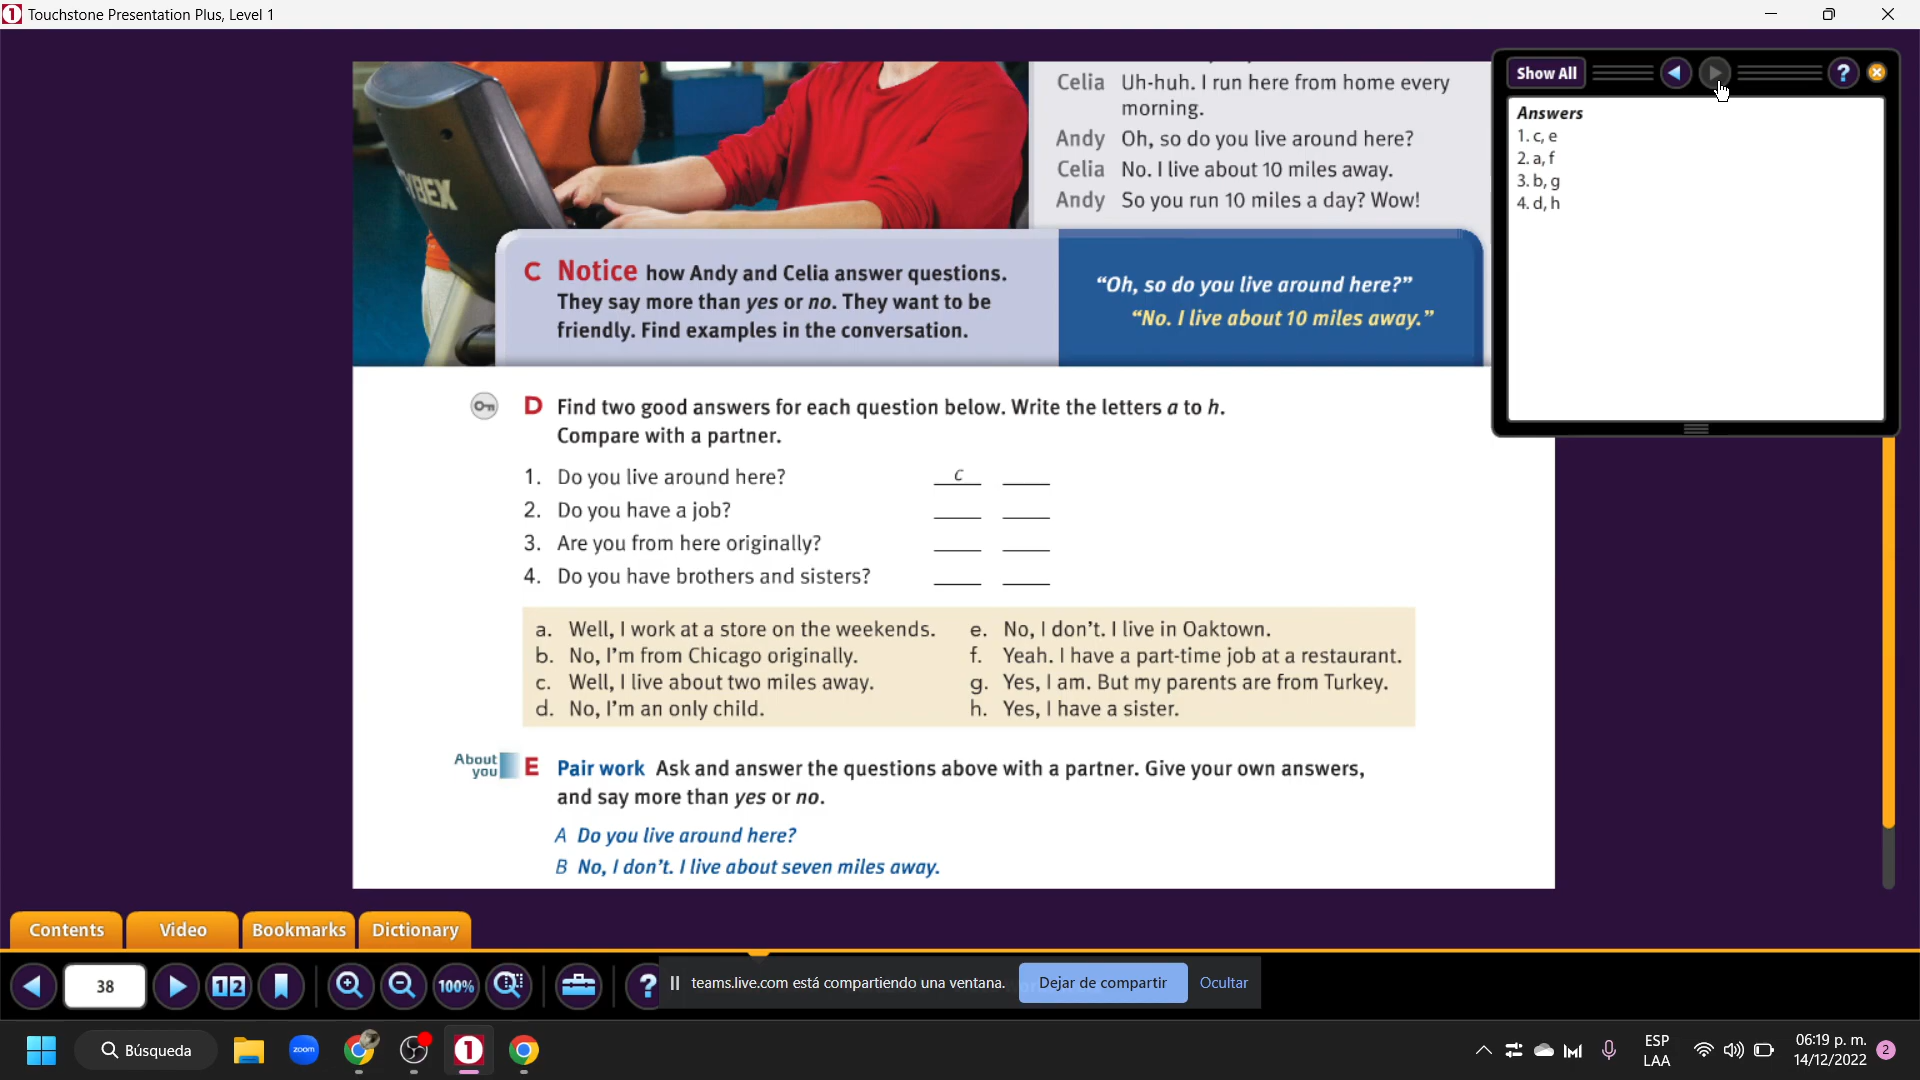 Touchstone Presentation Plus, Level 1
Celia Uh-huh. I run here from home every
morning.
Andy Oh, so do you live around here?
Celia No. I live about 10 miles away.
Andy So you run 10 miles a day? Wow!
CYBEX
C Notice how Andy and Celia answer questions.
They say more than yes or no. They want to be
friendly. Find examples in the conversation.
“Oh, so do you live around here?”
“No. I live about 10 miles away.”
Show All
?
Answers
1. c, e
2. a, f
3. b, g
4. d, h
D Find two good answers for each question below. Write the letters a to h.
Compare with a partner.
1. Do you live around here? c
2. Do you have a job?
3. Are you from here originally?
4. Do you have brothers and sisters?
a. Well, I work at a store on the weekends.
b. No, I’m from Chicago originally.
c. Well, I live about two miles away.
d. No, I’m an only child.
e. No, I don’t. I live in Oaktown.
f. Yeah. I have a part-time job at a restaurant.
g. Yes, I am. But my parents are from Turkey.
h. Yes, I have a sister.
About
you
E Pair work Ask and answer the questions above with a partner. Give your own answers,
and say more than yes or no.
A Do you live around here?
B No, I don’t. I live about seven miles away.
Contents Video Bookmarks Dictionary
38 12 100% ?
teams.live.com está compartiendo una ventana. Dejar de compartir Ocultar
Búsqueda zoom 1
ESP
LAA
06:19 p. m.
14/12/2022
2